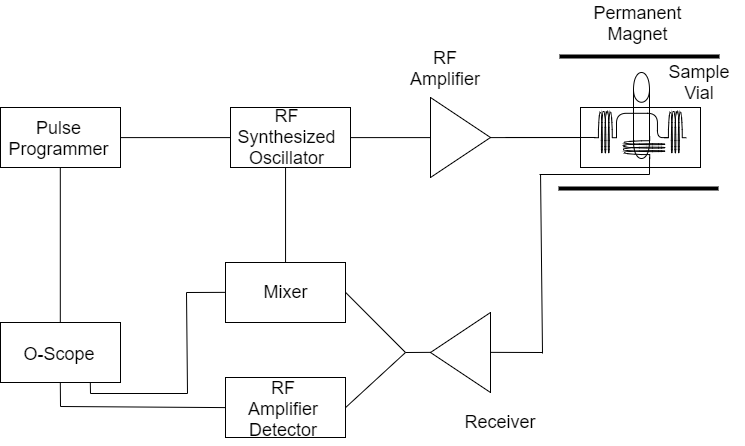 Permanent
Magnet
RF
Amplifier
Sample
Vial
Pulse
Programmer
RF
Synthesized
Oscillator
Mixer
O-Scope
RF
Amplifier
Detector
Receiver